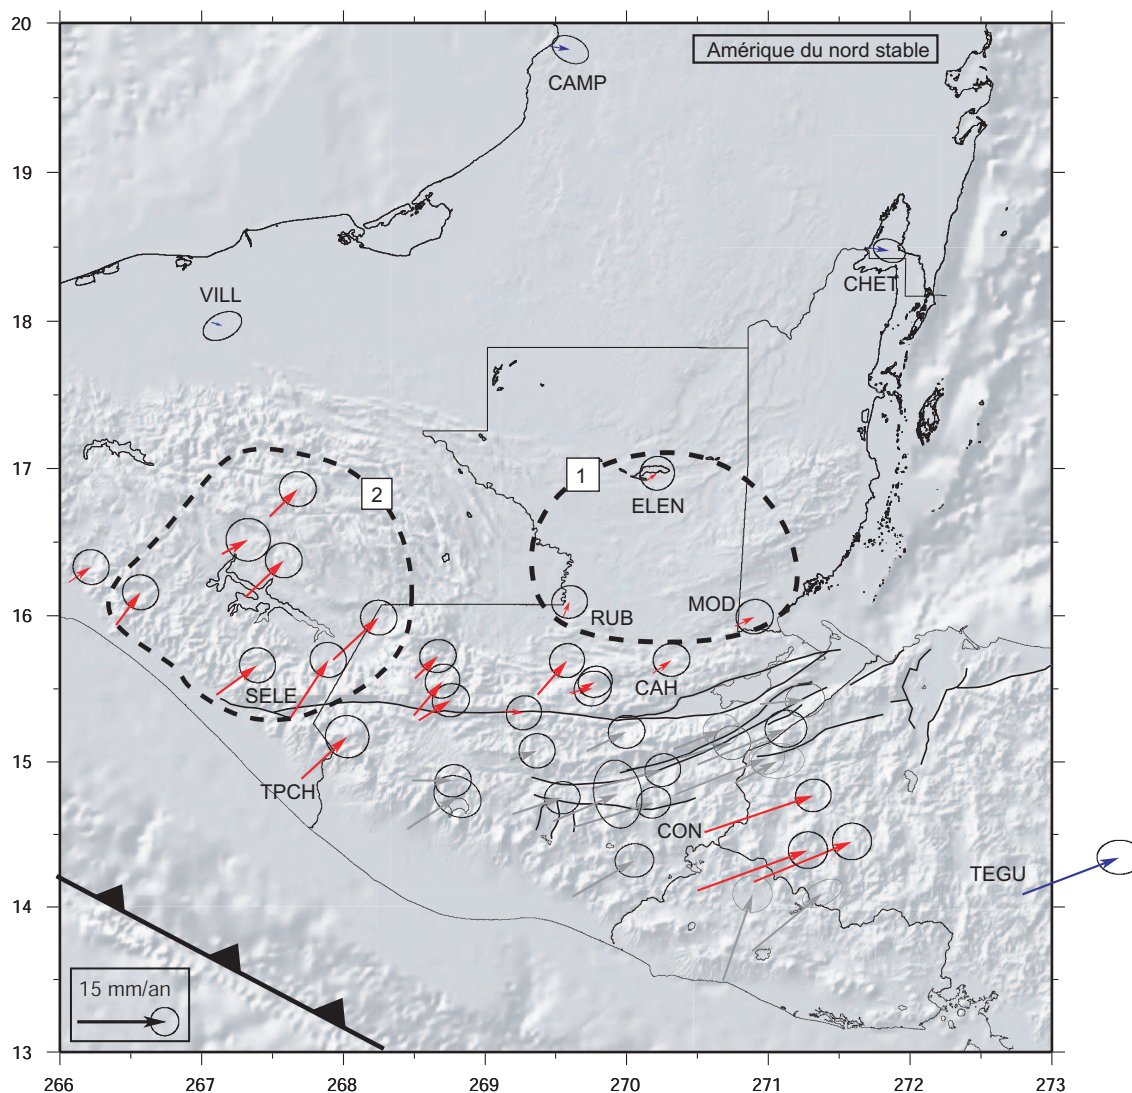 20
Amérique du nord stable
CAMP
19
CHET
VILL
18
17
1
2
ELEN
16
RUB
MOD
SELE
CAH
15
TPCH
CON
TEGU
14
15 mm/an
13
266
267
268
269
270
271
272
273